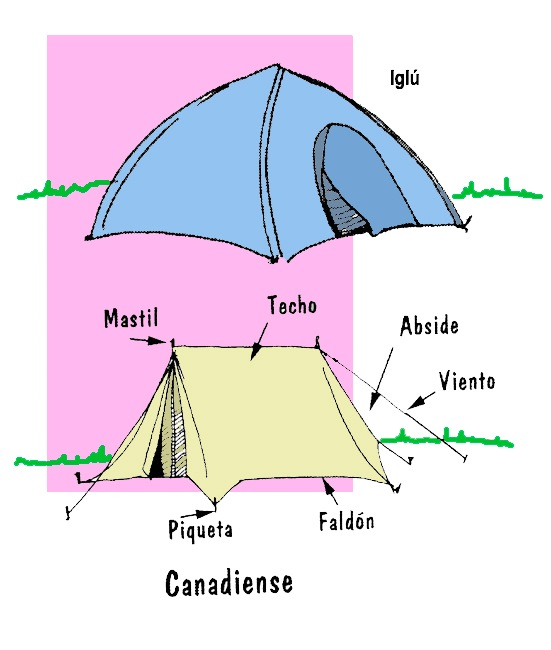 Iglú
Mastil
Techo
Abside
Viento
Piqueta
Faldón
Canadiense